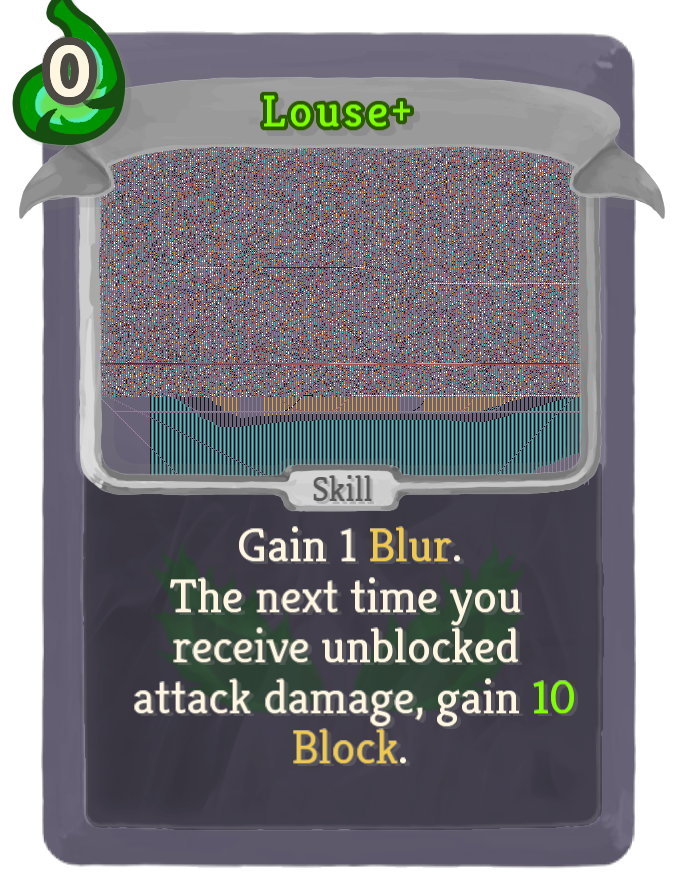 0
Louse+
Skill
Gain 1 Blur.
The next time you
receive unblocked
attack damage, gain 10
Block.